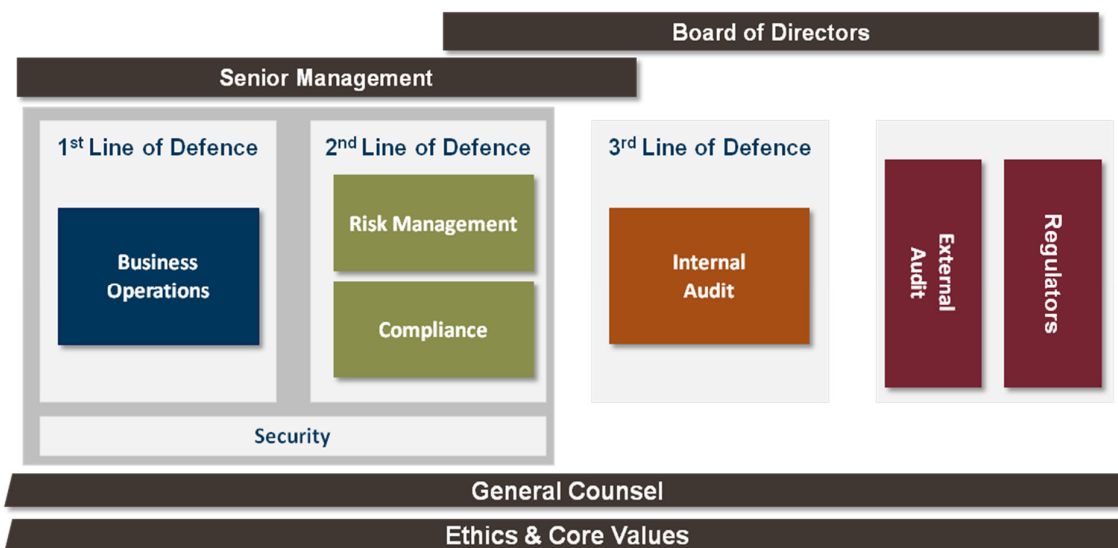 Board of Directors
Senior Management
1st Line of Defence
2nd Line of Defence
3rd Line of Defence
Business
Operations
Risk Management
Compliance
Internal
Audit
External
Audit
Regulators
Security
General Counsel
Ethics & Core Values